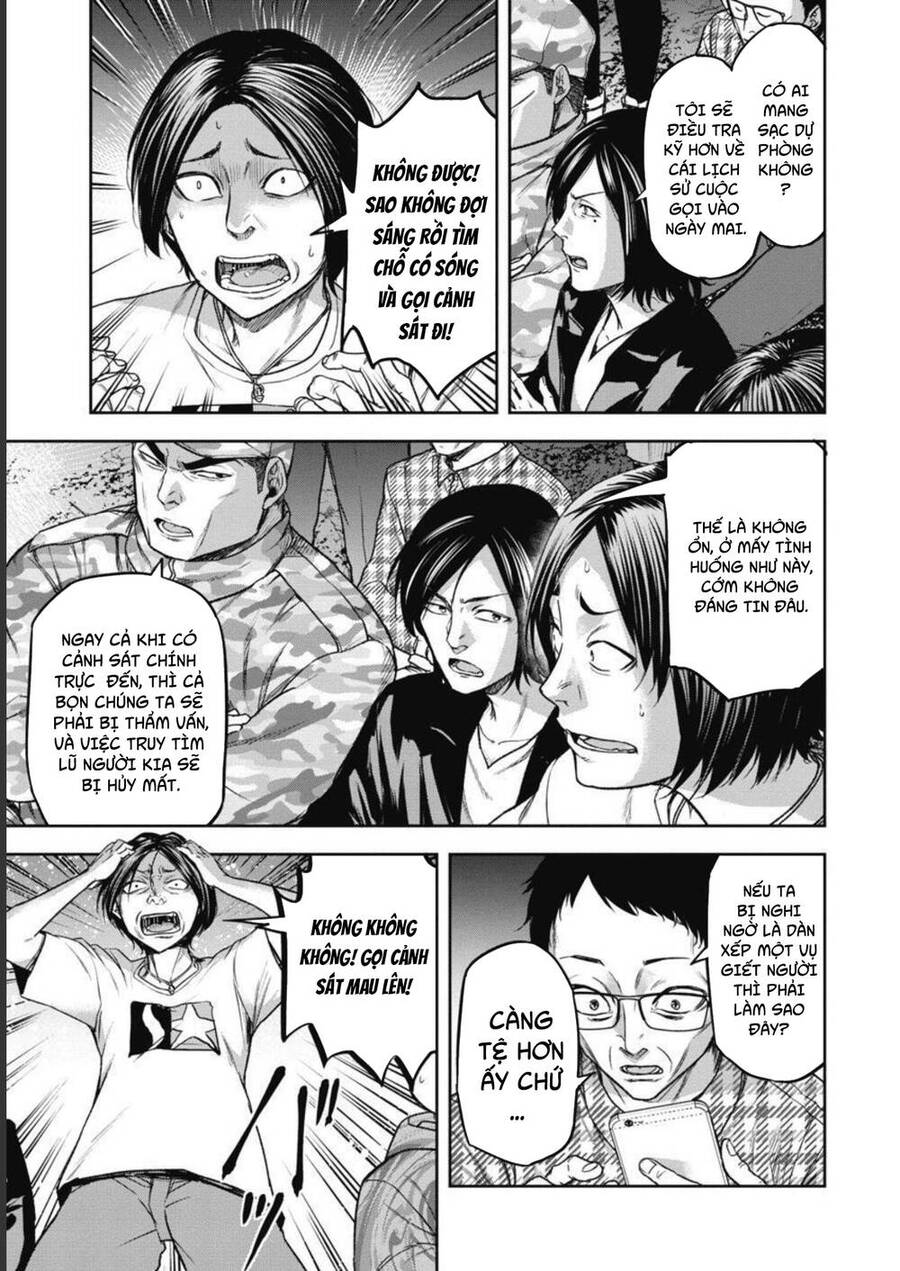 CÓ AI
MANG
SẠC DỰ
PHÒNG
KHÔNG
?
TÔI SẼ
ĐIỀU TRA
KỸ HƠN VỀ
CÁI LỊCH
SỬ CUỘC
GỌI VÀO
NGÀY MAI.
KHÔNG ĐƯỢC!
SAO KHÔNG ĐỢI
SÁNG RỒI TÌM
CHỖ CÓ SÓNG
VÀ GỌI CẢNH
SÁT ĐI!
THẾ LÀ KHÔNG
ỔN, Ở MẤY TÌNH
HUỐNG NHƯ NÀY,
CỚM KHÔNG
ĐÁNG TIN ĐÂU.
NGAY CẢ KHI CÓ
CẢNH SÁT CHÍNH
TRỰC ĐẾN, THÌ CẢ
BỌN CHÚNG TA SẼ
PHẢI BỊ THẨM VẤN,
VÀ VIỆC TRUY TÌM
LŨ NGƯỜI KIA SẼ
BỊ HỦY MẤT.
NẾU TA
BỊ NGHI
NGỜ LÀ DÀN
XẾP MỘT VỤ
GIẾT NGƯỜI
THÌ PHẢI
LÀM SAO
ĐÂY?
CÀNG
TỆ HƠN
ẤY CHỨ
...
KHÔNG KHÔNG
KHÔNG! GỌI CẢNH
SÁT MAU LÊN!